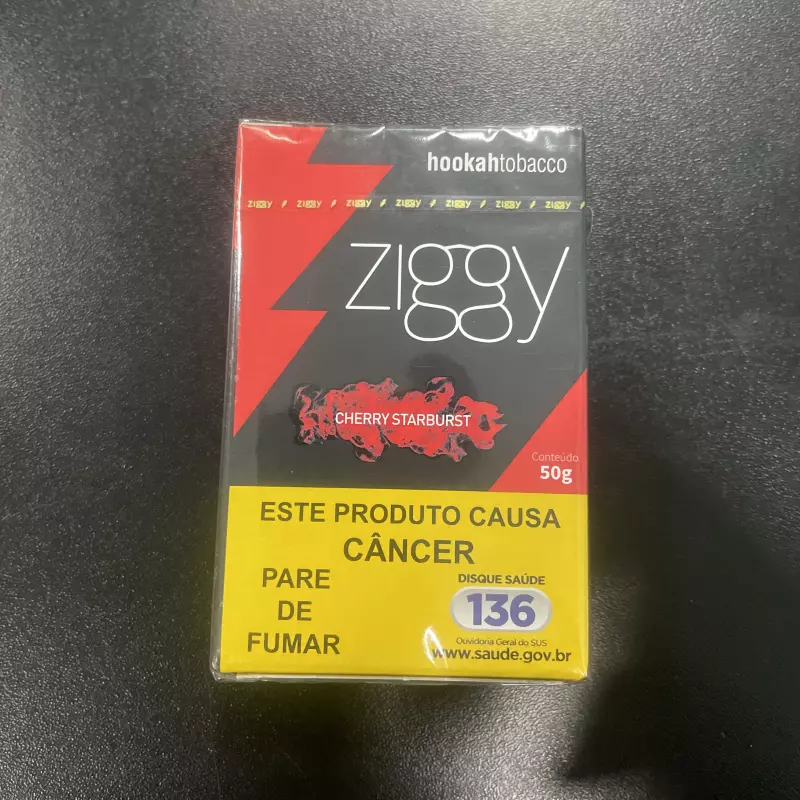 hookahtobacco
ziggy ziggy ziggy ziggy ziggy ziggy ziggy
ziggy
CHERRY STARBURST
Conteúdo
50g
ESTE PRODUTO CAUSA
CÂNCER
PARE
DE
FUMAR
DISQUE SAÚDE
136
Ouvidoria Geral do SUS
www.saude.gov.br